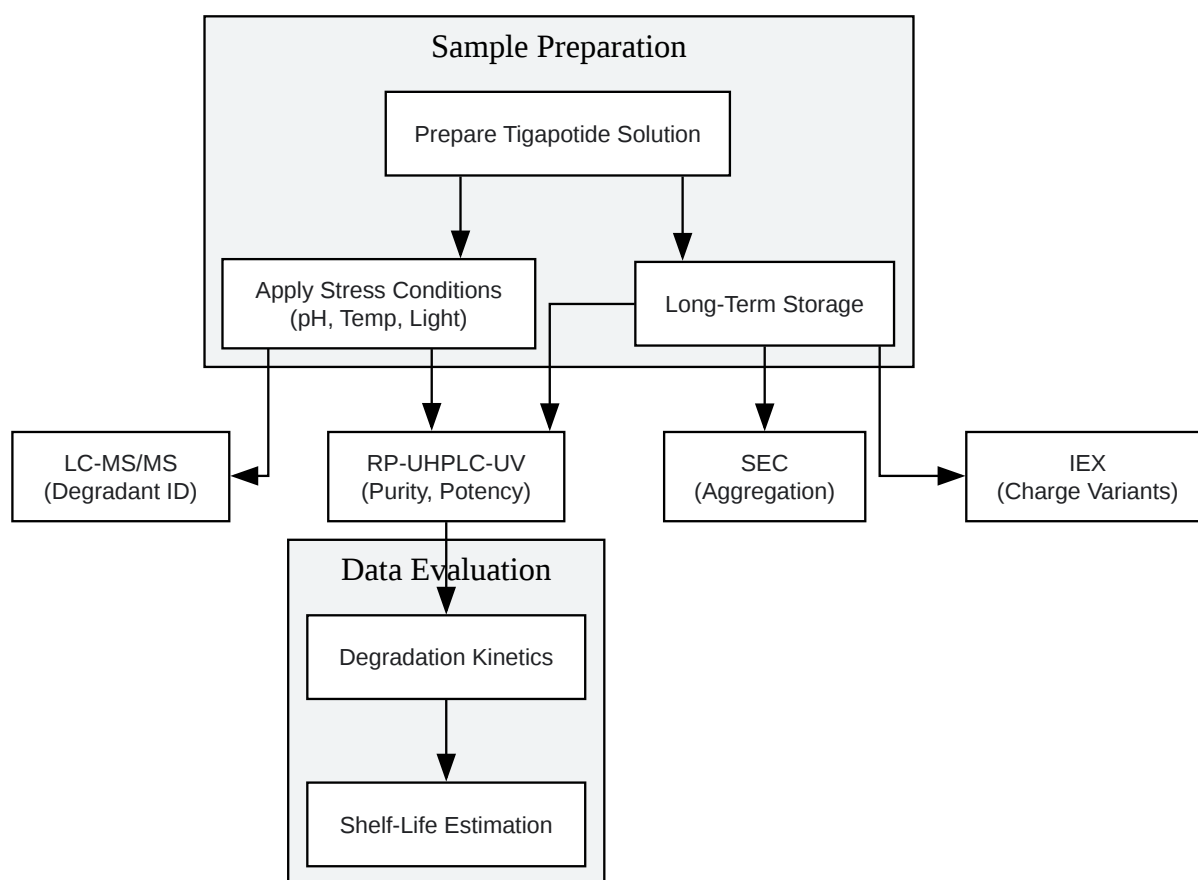 Sample Preparation
Prepare Tigapotide Solution
Apply Stress Conditions
(pH, Temp, Light)
Long-Term Storage
LC-MS/MS
(Degradant ID)
RP-UHPLC-UV
(Purity, Potency)
SEC
(Aggregation)
IEX
(Charge Variants)
Data Evaluation
Degradation Kinetics
Shelf-Life Estimation